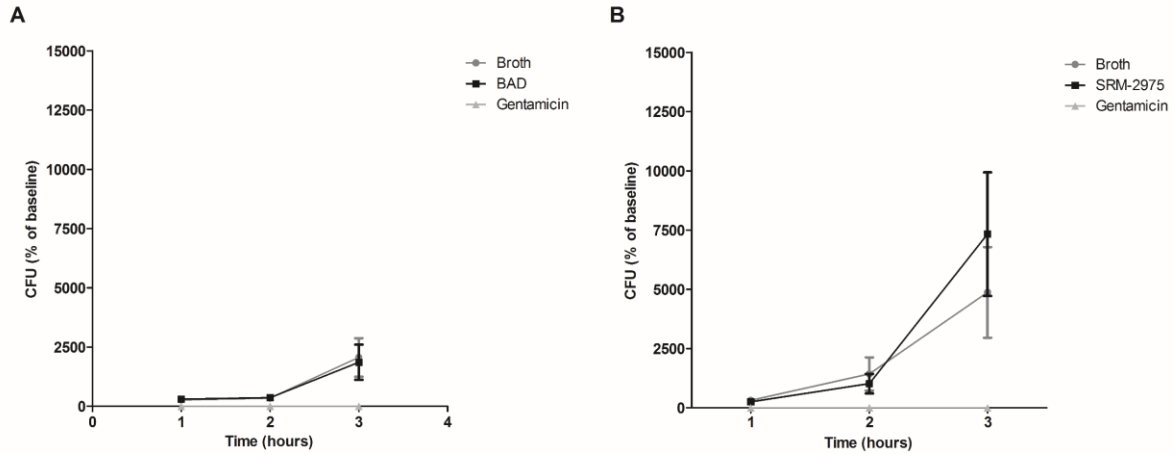 A
15000
12500
10000
7500
5000
2500
0
CFU (% of baseline)
0 1 2 3 4
Time (hours)
Broth
BAD
Gentamicin
B
15000
12500
10000
7500
5000
2500
0
CFU (% of baseline)
1 2 3
Time (hours)
Broth
SRM-2975
Gentamicin